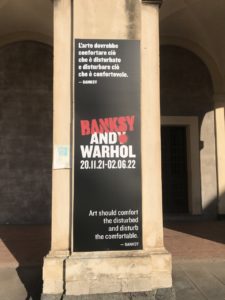 L'arte dovrebbe
confortare ciò
che è disturbato
e disturbare ciò
che è confortevole.
— BANKSY
BANKSY
AND
WARHOL
20.11.21-02.06.22
Art should comfort
the disturbed
and disturb
the comfortable.
— BANKSY